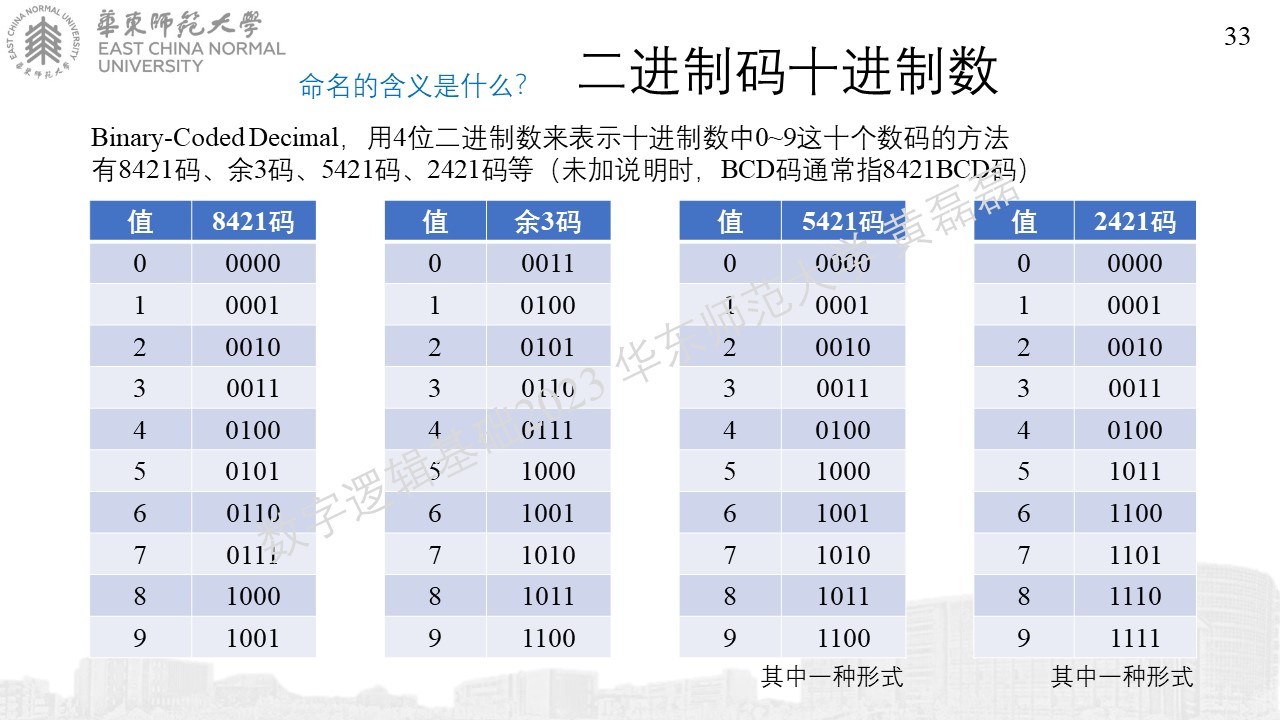 華東師範大學
EAST CHINA NORMAL
UNIVERSITY
33
命名的含义是什么？
二进制码十进制数
Binary-Coded Decimal，用4位二进制数来表示十进制数中0~9这十个数码的方法
有8421码、余3码、5421码、2421码等（未加说明时，BCD码通常指8421BCD码）
值 8421码 值 余3码 值 5421码 值 2421码
0 0000 0 0011 0 0000 0 0000
1 0001 1 0100 1 0001 1 0001
2 0010 2 0101 2 0010 2 0010
3 0011 3 0110 3 0011 3 0011
4 0100 4 0111 4 0100 4 0100
5 0101 5 1000 5 1000 5 1011
6 0110 6 1001 6 1001 6 1100
7 0111 7 1010 7 1010 7 1101
8 1000 8 1011 8 1011 8 1110
9 1001 9 1100 9 1100 9 1111
其中一种形式 其中一种形式
数字逻辑基础2023 华东师范大学 黄磊磊